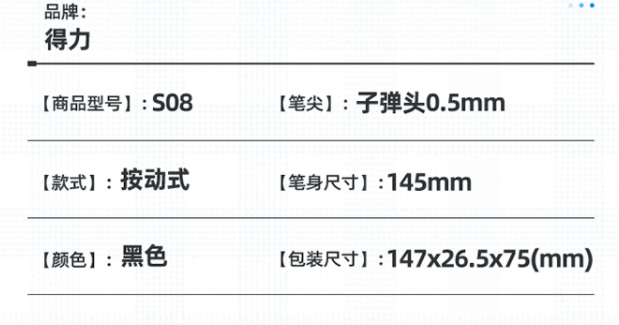 品牌：
得力
【商品型号】：S08 【笔尖】：子弹头0.5mm
【款式】：按动式 【笔身尺寸】：145mm
【颜色】：黑色 【包装尺寸】：147x26.5x75(mm)